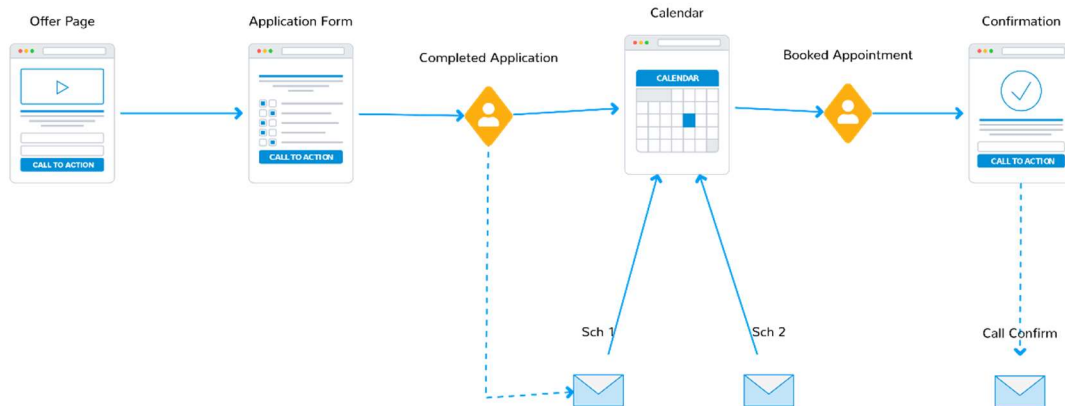 Offer Page
Application Form
Completed Application
Calendar
Booked Appointment
Confirmation
CALL TO ACTION
CALL TO ACTION
CALENDAR
CALL TO ACTION
Sch 1
Sch 2
Call Confirm